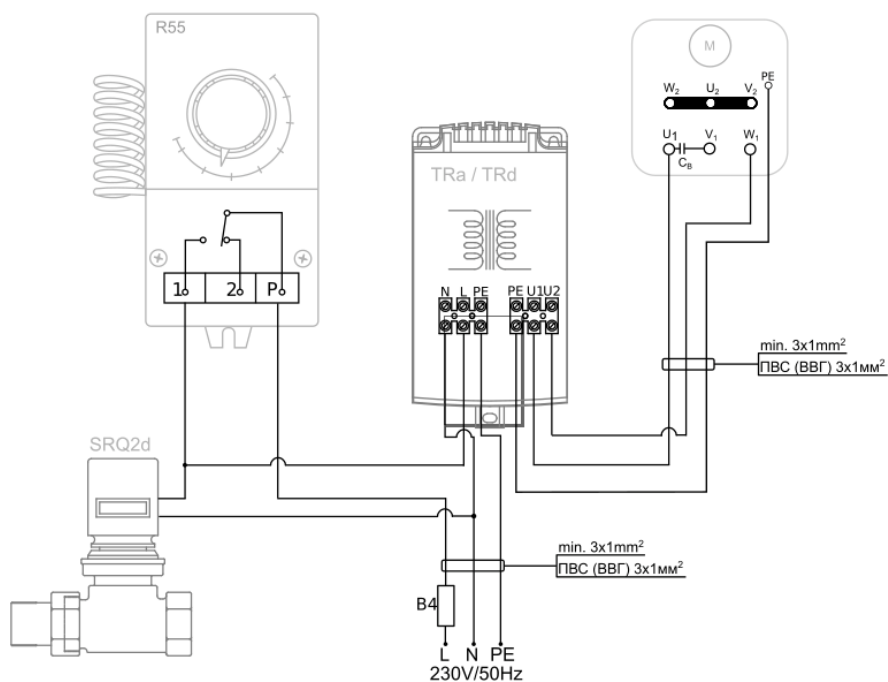 R55
M
W2 U2 V2 PE
U1 V1 W1
CB
TRa / TRd
1 2 P
N L PE PE U1 U2
min. 3x1mm²
ПВС (ВВГ) 3x1мм²
SRQ2d
min. 3x1mm²
ПВС (ВВГ) 3x1мм²
B4
L N PE
230V/50Hz